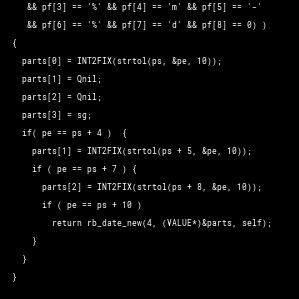 && pf[3] == '%' && pf[4] == 'm' && pf[5] == '-'
&& pf[6] == '%' && pf[7] == 'd' && pf[8] == 0) )
{
parts[0] = INT2FIX(strtol(ps, &pe, 10));
parts[1] = Qnil;
parts[2] = Qnil;
parts[3] = sg;
if( pe == ps + 4 )  {
parts[1] = INT2FIX(strtol(ps + 5, &pe, 10));
if ( pe == ps + 7 ) {
parts[2] = INT2FIX(strtol(ps + 8, &pe, 10));
if ( pe == ps + 10 )
return rb_date_new(4, (VALUE*)&parts, self);
}
}
}